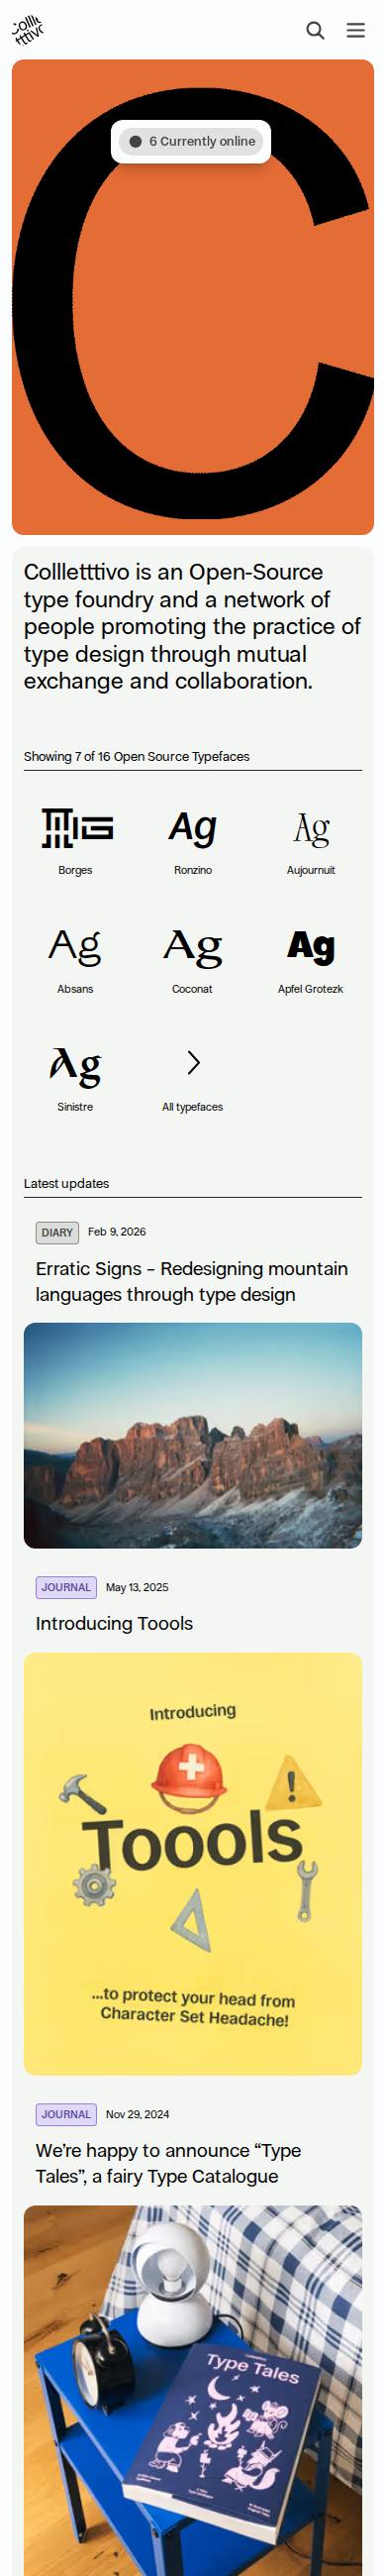 Collletttivo
C
6 Currently online
Collletttivo is an Open-Source
type foundry and a network of
people promoting the practice of
type design through mutual
exchange and collaboration.
Showing 7 of 16 Open Source Typefaces
Ag Ag Ag
Borges Ronzino Aujournuit
Ag Ag Ag
Absans Coconat Apfel Grotezk
Ag
Sinistre All typefaces
Latest updates
DIARY Feb 9, 2026
Erratic Signs – Redesigning mountain
languages through type design
JOURNAL May 13, 2025
Introducing Toools
Introducing
Toools
...to protect your head from
Character Set Headache!
JOURNAL Nov 29, 2024
We’re happy to announce “Type
Tales”, a fairy Type Catalogue
Type Tales